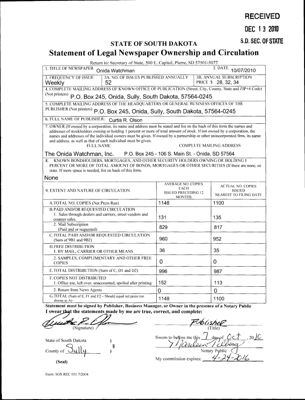 RECEIVED
DEC 13 2010
S.D. SEC. OF STATE
STATE OF SOUTH DAKOTA
Statement of Legal Newspaper Ownership and Circulation
Return to: Secretary of State, 500 E. Capitol, Pierre, SD 57501-5077
1. TITLE OF NEWSPAPER
Onida Watchman
2. DATE
10/07/2010
3. FREQUENCY OF ISSUE
Weekly
3A. NO. OF ISSUES PUBLISHED ANNUALLY
52
3B. ANNUAL SUBSCRIPTION
PRICE $ 28, 32, 34
4. COMPLETE MAILING ADDRESS OF KNOWN OFFICE OF PUBLICATION (Street, City, County, State and ZIP+4 Code)
(Not printers)
P.O. Box 245, Onida, Sully, South Dakota, 57564-0245
5. COMPLETE MAILING ADDRESS OF THE HEADQUARTERS OR GENERAL BUSINESS OFFICES OF THE
PUBLISHER (Not printers)
P.O. Box 245, Onida, Sully, South Dakota, 57564-0245
6. FULL NAME OF PUBLISHER:
Curtis R. Olson
7. OWNER (If owned by a corporation, its name and address must be stated and also on the back of this form the names and
addresses of stockholders owning or holding 1 percent or more of total amount of stock. If not owned by a corporation, the
names and addresses of the individual owners must be given. If owned by a partnership or other unincorporated firm, its name
and address, as well as that of each individual must be given.
FULL NAME
COMPLETE MAILING ADDRESS
The Onida Watchman, Inc.
P.O. Box 245 - 106 S. Main St. - Onida, SD 57564
8. KNOWN BONDHOLDERS, MORTGAGES, AND OTHER SECURITY HOLDERS OWNING OR HOLDING 1
PERCENT OR MORE OF TOTAL AMOUNT OF BONDS, MORTGAGES OR OTHER SECURITIES (If there are none, so
state. If more space is needed, list on back of this form).
None
9. EXTENT AND NATURE OF CIRCULATION
AVERAGE NO. COPIES
EACH
ISSUED PRECEDING 12
MONTHS
ACTUAL NO. COPIES
ISSUED
NEAREST TO FILING DATE
A. TOTAL NO. COPIES (Net Press Run)
1148
1100
B. PAID AND/OR REQUESTED CIRCULATION
1. Sales through dealers and carriers, street vendors and
counter sales
131
135
2. Mail Subscription
(Paid and/or requested)
829
817
C. TOTAL PAID AND/OR REQUESTED CIRCULATION
(Sum of 9B1 and 9B2)
960
952
D. FREE DISTRIBUTION
1. BY MAIL, CARRIER OR OTHER MEANS
36
35
2. SAMPLES, COMPLIMENTARY AND OTHER FREE
COPIES
0
0
E. TOTAL DISTRIBUTION (Sum of C, D1 and D2)
996
987
F. COPIES NOT DISTRIBUTED
1. Office use, left over, unaccounted, spoiled after printing
152
113
2. Return from News Agents
0
0
G. TOTAL (Sum of E, F1 and F2 - Should equal net press run
shown in A)
1148
1100
Statement must be signed by Publisher, Business Manager, or Owner in the presence of a Notary Public
I swear that the statements made by me are true, correct, and complete:
(Signature)
Publisher
(Title)
State of South Dakota )
County of Sully )
§
Sworn to before me this 7 day of Oct
Notary Public
(Seal)
My commission expires:
Form: SOS REC 051 7/2004